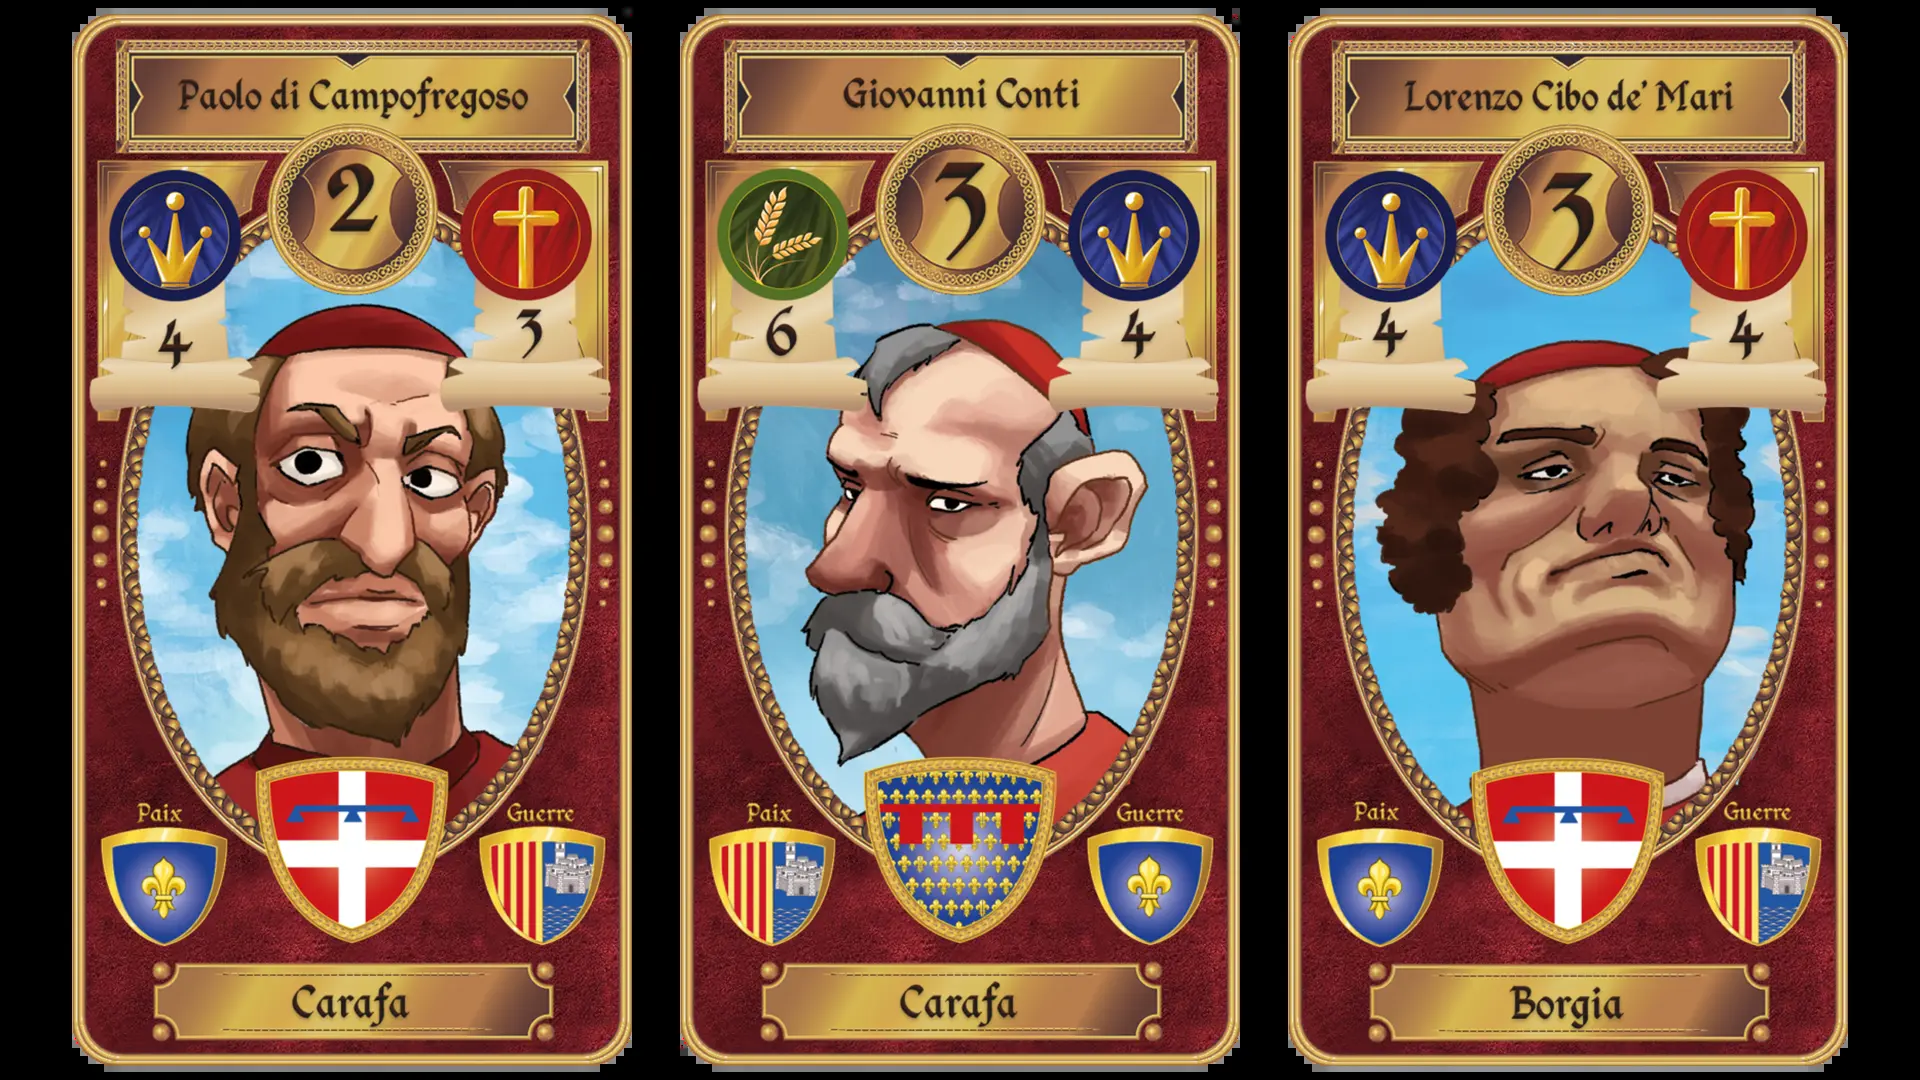 Paolo di Campofregoso
2
4
3
Paix
Guerre
Carafa
Giovanni Conti
3
6
4
Paix
Guerre
Carafa
Lorenzo Cibo de' Mari
3
4
4
Paix
Guerre
Borgia